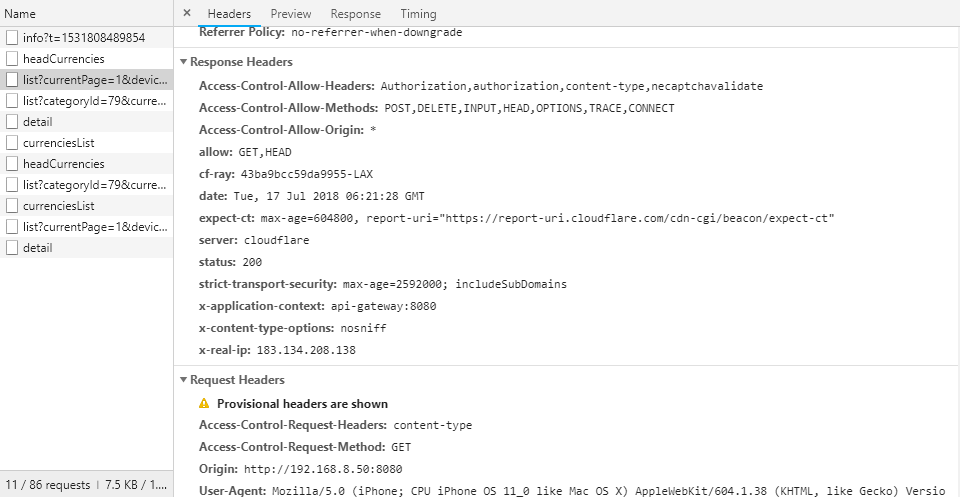 Name
info?t=1531808489854
headCurrencies
list?currentPage=1&devic...
list?categoryId=79&curre...
detail
currenciesList
headCurrencies
list?categoryId=79&curre...
currenciesList
list?currentPage=1&devic...
detail
11 / 86 requests | 7.5 KB / 1....
× Headers Preview Response Timing
Referrer Policy: no-referrer-when-downgrade
▼ Response Headers
Access-Control-Allow-Headers: Authorization,authorization,content-type,necaptchavalidate
Access-Control-Allow-Methods: POST,DELETE,INPUT,HEAD,OPTIONS,TRACE,CONNECT
Access-Control-Allow-Origin: *
allow: GET,HEAD
cf-ray: 43ba9bcc59da9955-LAX
date: Tue, 17 Jul 2018 06:21:28 GMT
expect-ct: max-age=604800, report-uri="https://report-uri.cloudflare.com/cdn-cgi/beacon/expect-ct"
server: cloudflare
status: 200
strict-transport-security: max-age=2592000; includeSubDomains
x-application-context: api-gateway:8080
x-content-type-options: nosniff
x-real-ip: 183.134.208.138
▼ Request Headers
Provisional headers are shown
Access-Control-Request-Headers: content-type
Access-Control-Request-Method: GET
Origin: http://192.168.8.50:8080
User-Agent: Mozilla/5.0 (iPhone; CPU iPhone OS 11_0 like Mac OS X) AppleWebKit/604.1.38 (KHTML, like Gecko) Versio